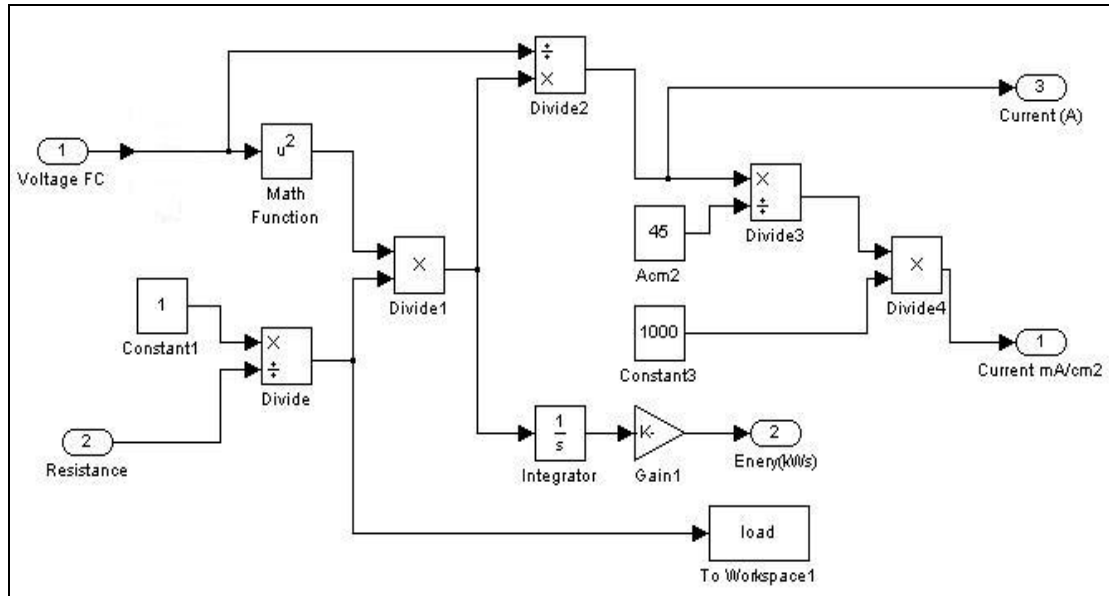 ÷
×
Divide2
3
Current (A)
1
Voltage FC
u²
Math
Function
×
÷
Divide3
45
Acm2
×
Divide1
×
Divide4
1
Constant1
1000
Constant3
1
Current mA/cm2
×
÷
Divide
2
Resistance
1
s
Integrator
-K-
Gain1
2
Enery(kWs)
load
To Workspace1